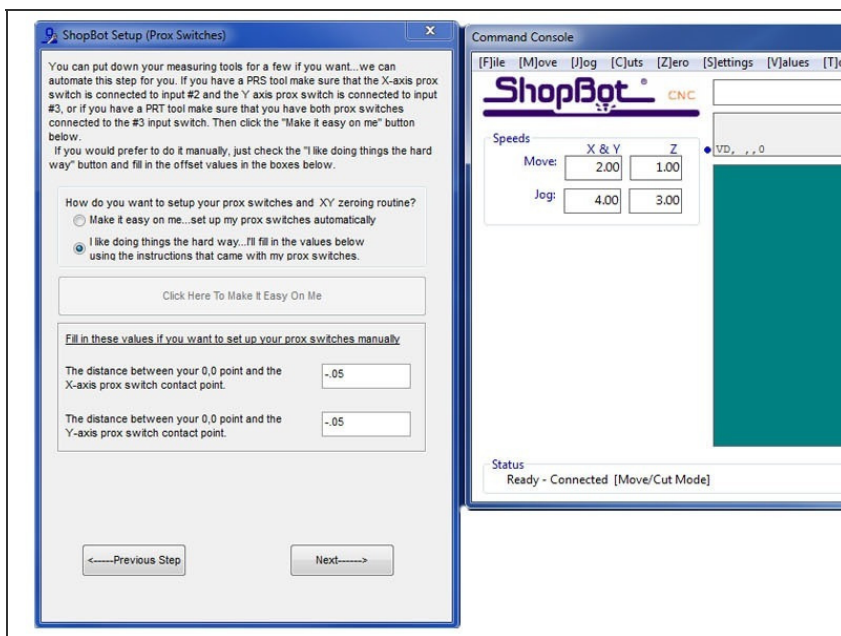 ShopBot Setup (Prox Switches)
You can put down your measuring tools for a few if you want...we can
automate this step for you. If you have a PRS tool make sure that the X-axis prox
switch is connected to input #2 and the Y axis prox switch is connected to input
#3, or if you have a PRT tool make sure that you have both prox switches
connected to the #3 input switch. Then click the "Make it easy on me" button
below.
If you would prefer to do it manually, just check the "I like doing things the hard
way" button and fill in the offset values in the boxes below.
How do you want to setup your prox switches and XY zeroing routine?
Make it easy on me...set up my prox switches automatically
I like doing things the hard way...I'll fill in the values below
using the instructions that came with my prox switches.
Click Here To Make It Easy On Me
Fill in these values if you want to set up your prox switches manually
The distance between your 0,0 point and the
X-axis prox switch contact point.
-.05
The distance between your 0,0 point and the
Y-axis prox switch contact point.
-.05
<-----Previous Step
Next------>
Command Console
[F]ile [M]ove [J]og [C]uts [Z]ero [S]ettings [V]alues
ShopBot CNC
Speeds
X & Y Z
Move: 2.00 1.00
Jog: 4.00 3.00
VD, ,,0
Status
Ready - Connected [Move/Cut Mode]